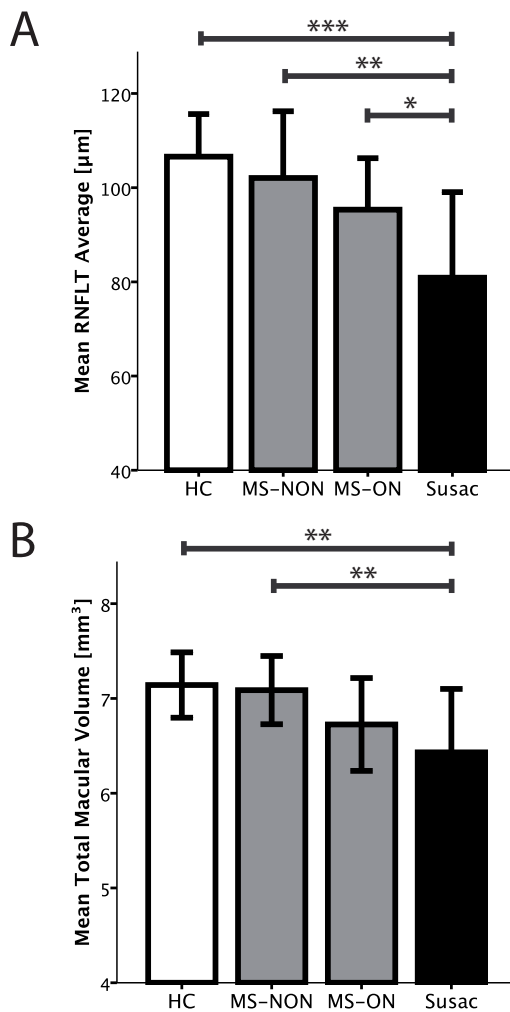 A
***
**
*
Mean RNFLT Average [µm]
120
100
80
60
40
HC MS-NON MS-ON Susac
B
**
**
Mean Total Macular Volume [mm³]
8
7
6
5
4
HC MS-NON MS-ON Susac